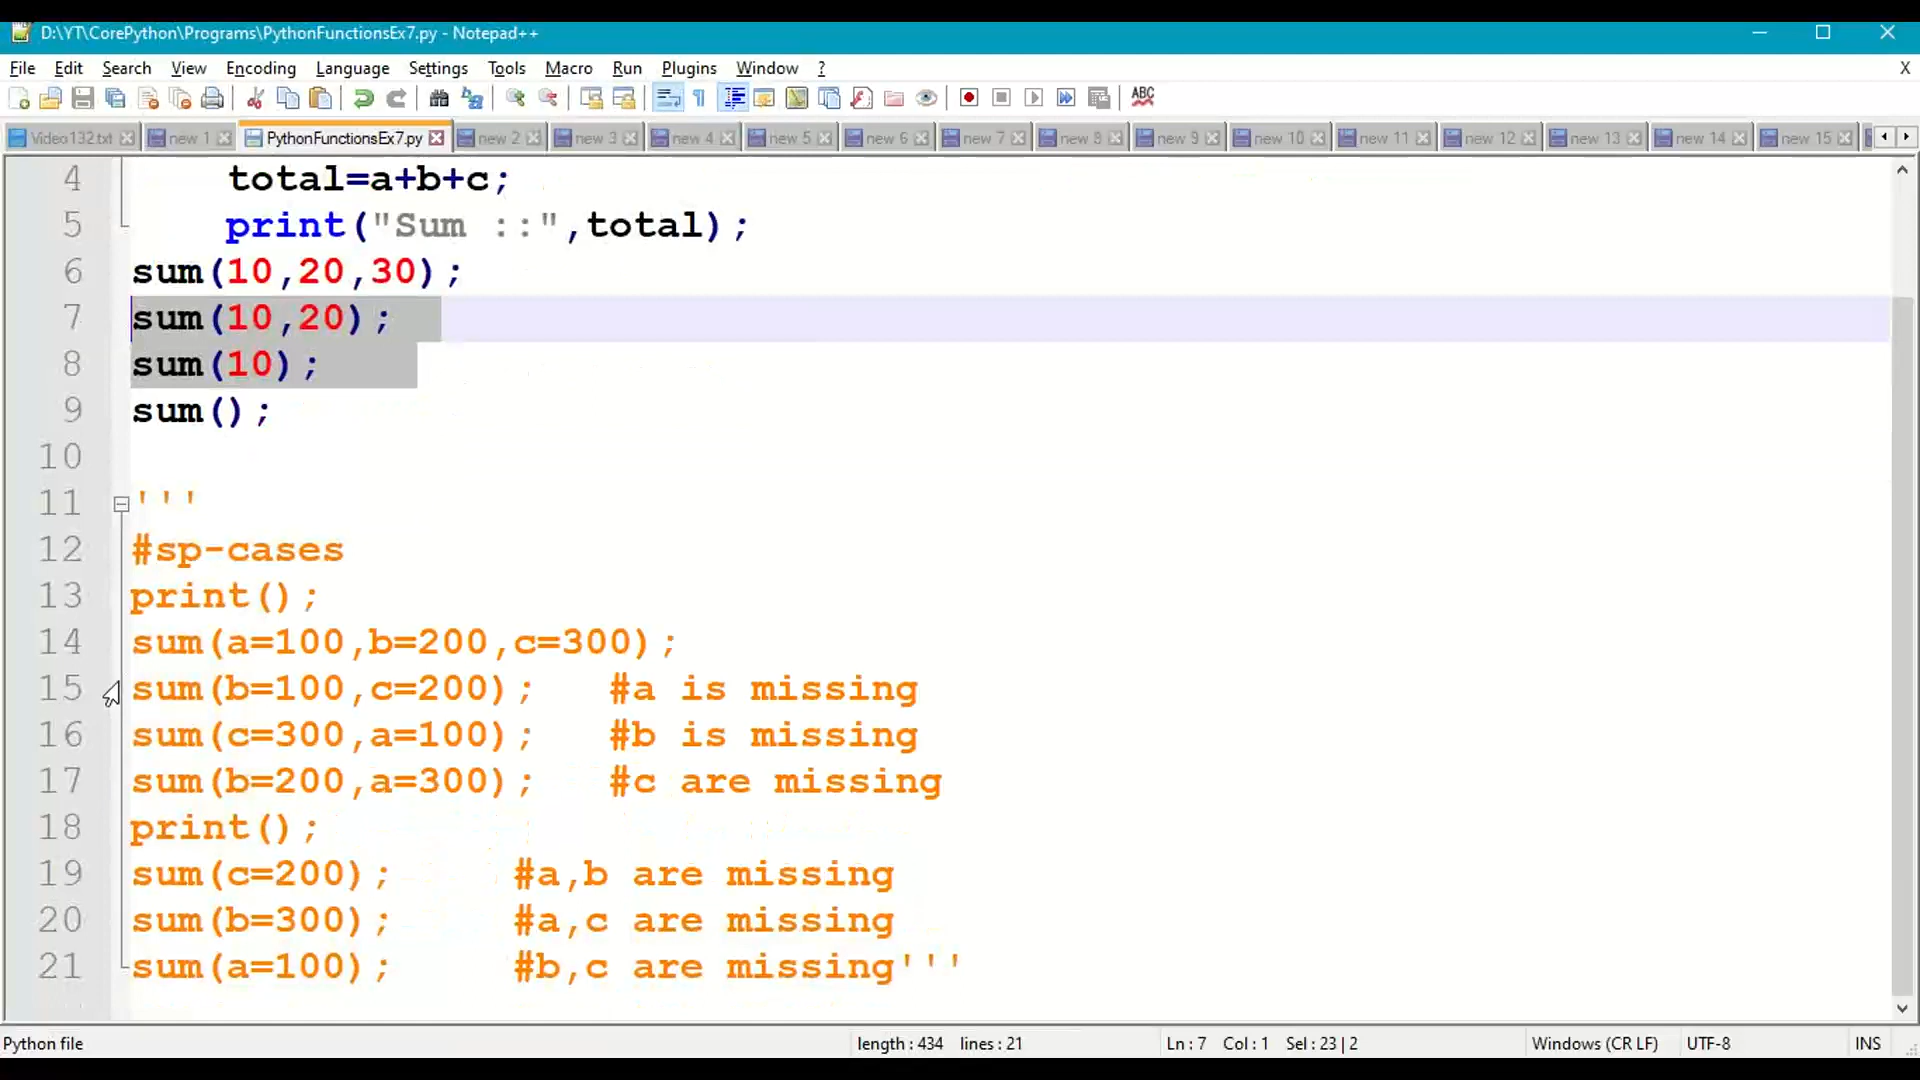 D:\YT\CorePython\Programs\PythonFunctionsEx7.py - Notepad++
File Edit Search View Encoding Language Settings Tools Macro Run Plugins Window ? X
ABC
Video132.txt new 1 PythonFunctionsEx7.py new 2 new 3 new 4 new 5 new 6 new 7 new 8 new 9 new 10 new 11 new 12 new 13 new 14 new 15
4 total=a+b+c;
5 print("Sum ::",total);
6 sum(10,20,30);
7 sum(10,20);
8 sum(10);
9 sum();
10
11 '''
12 #sp-cases
13 print();
14 sum(a=100,b=200,c=300);
15 sum(b=100,c=200); #a is missing
16 sum(c=300,a=100); #b is missing
17 sum(b=200,a=300); #c are missing
18 print();
19 sum(c=200); #a,b are missing
20 sum(b=300); #a,c are missing
21 sum(a=100); #b,c are missing'''
Python file length : 434 lines : 21 Ln : 7 Col : 1 Sel : 23 | 2 Windows (CR LF) UTF-8 INS